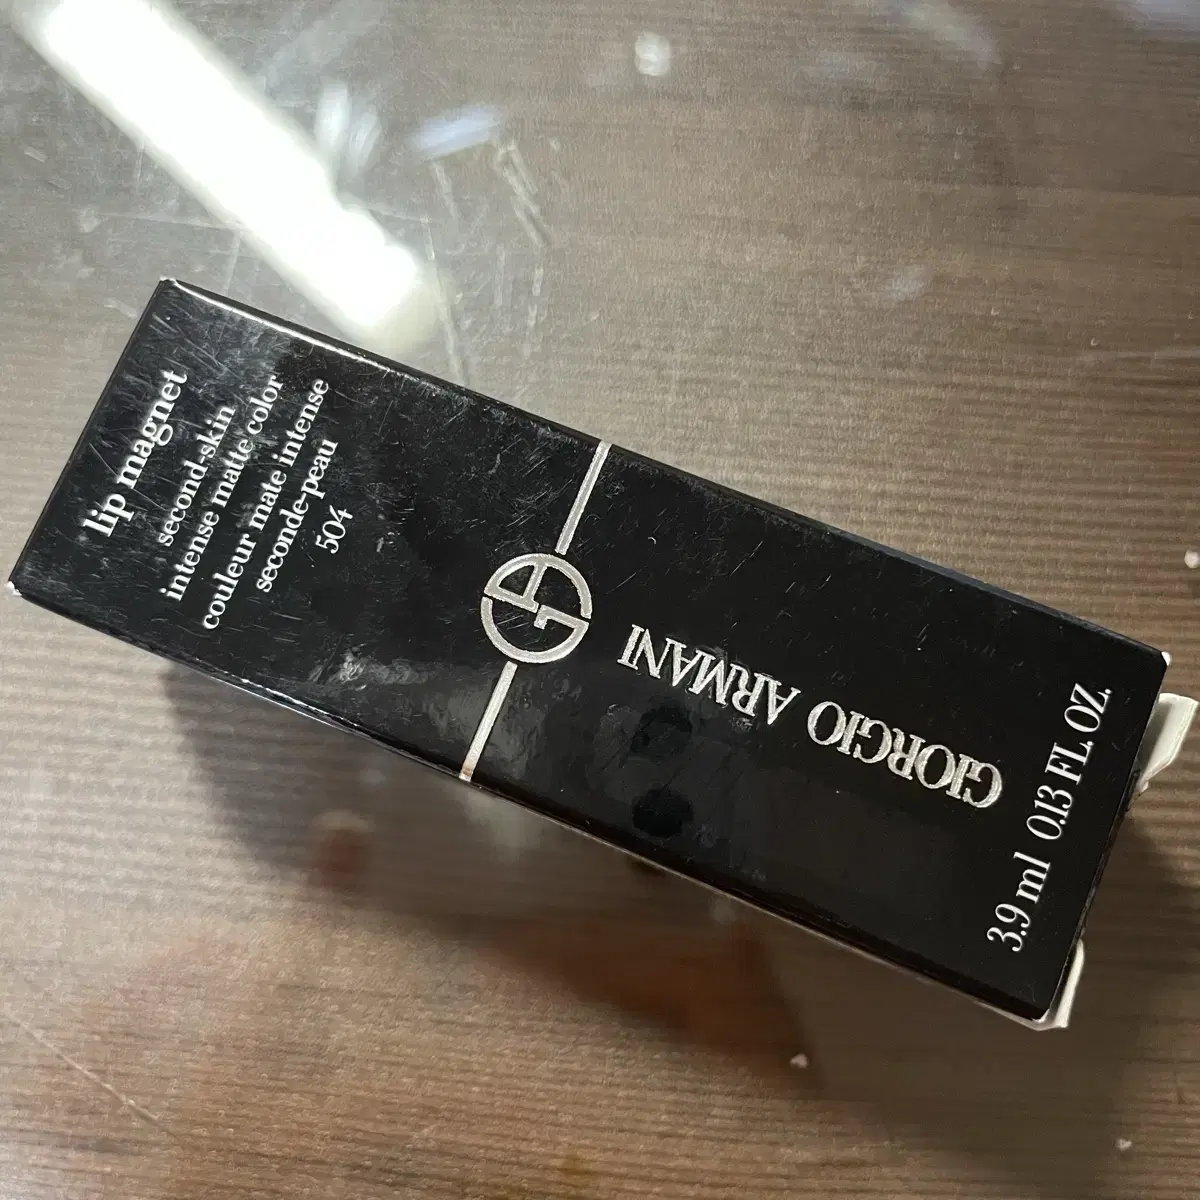 lip magnet
second-skin
intense matte color
couleur mate intense
seconde-peau
504
GIORGIO ARMANI
3.9 ml 0.13 FL OZ.